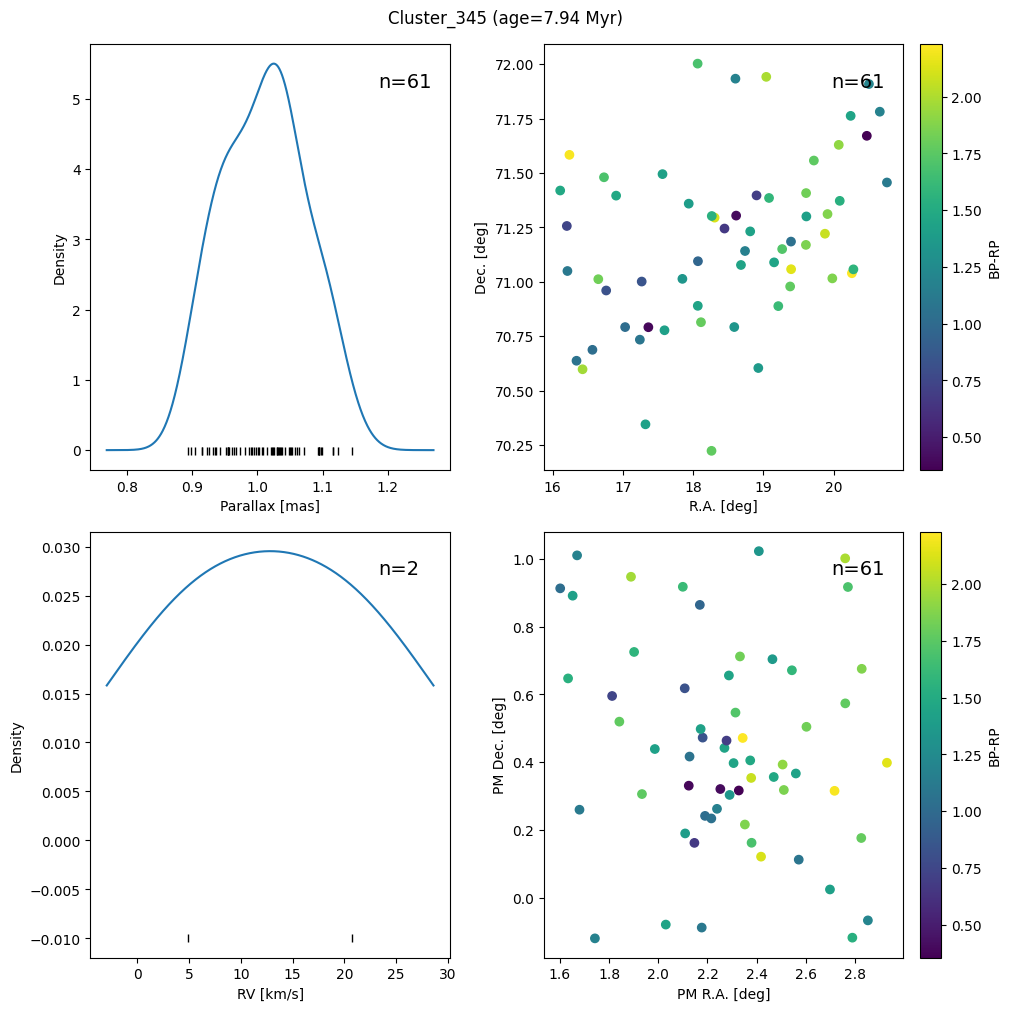 Cluster_345 (age=7.94 Myr)
n=61
5
4
3
2
1
0
Density
0.8 0.9 1.0 1.1 1.2
Parallax [mas]
n=61
72.00
71.75
71.50
71.25
71.00
70.75
70.50
70.25
Dec. [deg]
16 17 18 19 20
R.A. [deg]
2.00
1.75
1.50
1.25
1.00
0.75
0.50
BP-RP
n=2
0.030
0.025
0.020
0.015
0.010
0.005
0.000
−0.005
−0.010
Density
0 5 10 15 20 25 30
RV [km/s]
n=61
1.0
0.8
0.6
0.4
0.2
0.0
PM Dec. [deg]
1.6 1.8 2.0 2.2 2.4 2.6 2.8
PM R.A. [deg]
2.00
1.75
1.50
1.25
1.00
0.75
0.50
BP-RP